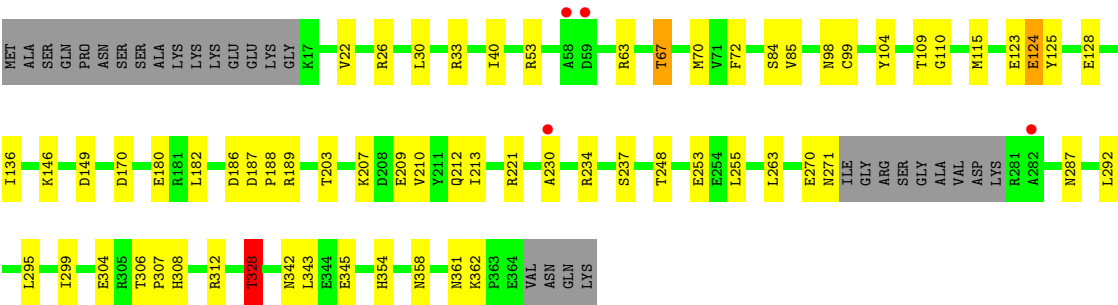 MET ALA SER GLN PRO ASN SER SER ALA LYS LYS LYS GLU GLU LYS GLY K17 V22 R26 L30 R33 I40 R53 A58 D59 R63 T67 M70 V71 F72 S84 V85 N98 C99 Y104 T109 G110 M115 E123 E124 Y125 E128
I136 K146 D149 D170 E180 R181 L182 D186 D187 P188 R189 T203 K207 D208 E209 V210 Y211 Q212 I213 R221 A230 R234 S237 T248 E253 E254 L255 L263 E270 N271 ILE GLY ARG SER GLY ALA VAL ASP LYS R281 A282 N287 L292
L295 I299 E304 R305 T306 P307 H308 R312 T328 N342 L343 E344 E345 H354 N358 N361 K362 P363 E364 VAL ASN GLN LYS